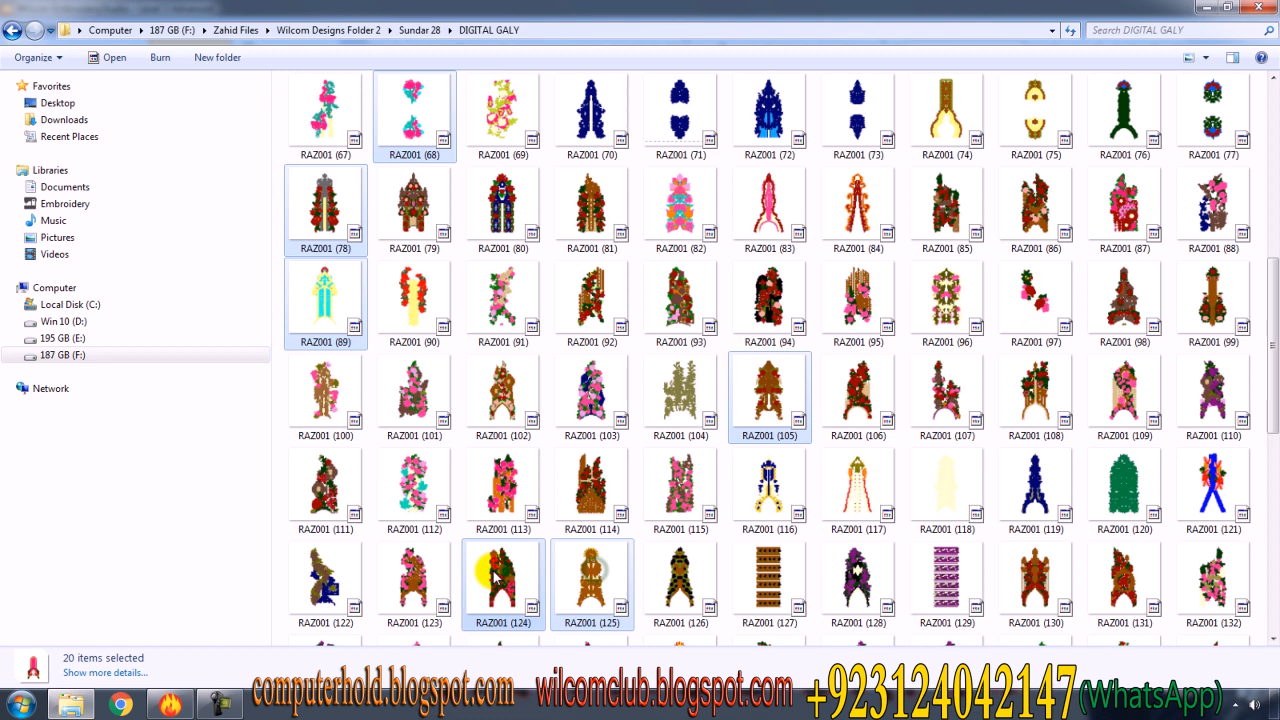 Computer ▸ 187 GB (F:) ▸ Zahid Files ▸ Wilcom Designs Folder 2 ▸ Sundar 28 ▸ DIGITAL GALY
Search DIGITAL GALY
Organize Open Burn New folder
Favorites
Desktop
Downloads
Recent Places
Libraries
Documents
Embroidery
Music
Pictures
Videos
Computer
Local Disk (C:)
Win 10 (D:)
195 GB (E:)
187 GB (F:)
Network
RAZ001 (67) RAZ001 (68) RAZ001 (69) RAZ001 (70) RAZ001 (71) RAZ001 (72) RAZ001 (73) RAZ001 (74) RAZ001 (75) RAZ001 (76) RAZ001 (77)
RAZ001 (78) RAZ001 (79) RAZ001 (80) RAZ001 (81) RAZ001 (82) RAZ001 (83) RAZ001 (84) RAZ001 (85) RAZ001 (86) RAZ001 (87) RAZ001 (88)
RAZ001 (89) RAZ001 (90) RAZ001 (91) RAZ001 (92) RAZ001 (93) RAZ001 (94) RAZ001 (95) RAZ001 (96) RAZ001 (97) RAZ001 (98) RAZ001 (99)
RAZ001 (100) RAZ001 (101) RAZ001 (102) RAZ001 (103) RAZ001 (104) RAZ001 (105) RAZ001 (106) RAZ001 (107) RAZ001 (108) RAZ001 (109) RAZ001 (110)
RAZ001 (111) RAZ001 (112) RAZ001 (113) RAZ001 (114) RAZ001 (115) RAZ001 (116) RAZ001 (117) RAZ001 (118) RAZ001 (119) RAZ001 (120) RAZ001 (121)
RAZ001 (122) RAZ001 (123) RAZ001 (124) RAZ001 (125) RAZ001 (126) RAZ001 (127) RAZ001 (128) RAZ001 (129) RAZ001 (130) RAZ001 (131) RAZ001 (132)
20 items selected
Show more details...
computerhold.blogspot.com wilcomclub.blogspot.com +923124042147 (WhatsApp)